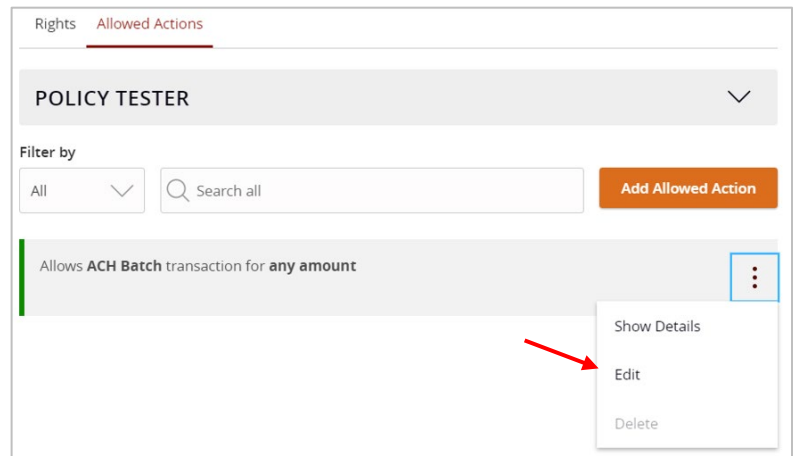 Rights Allowed Actions
POLICY TESTER
Filter by
All Search all Add Allowed Action
Allows ACH Batch transaction for any amount
Show Details
Edit
Delete